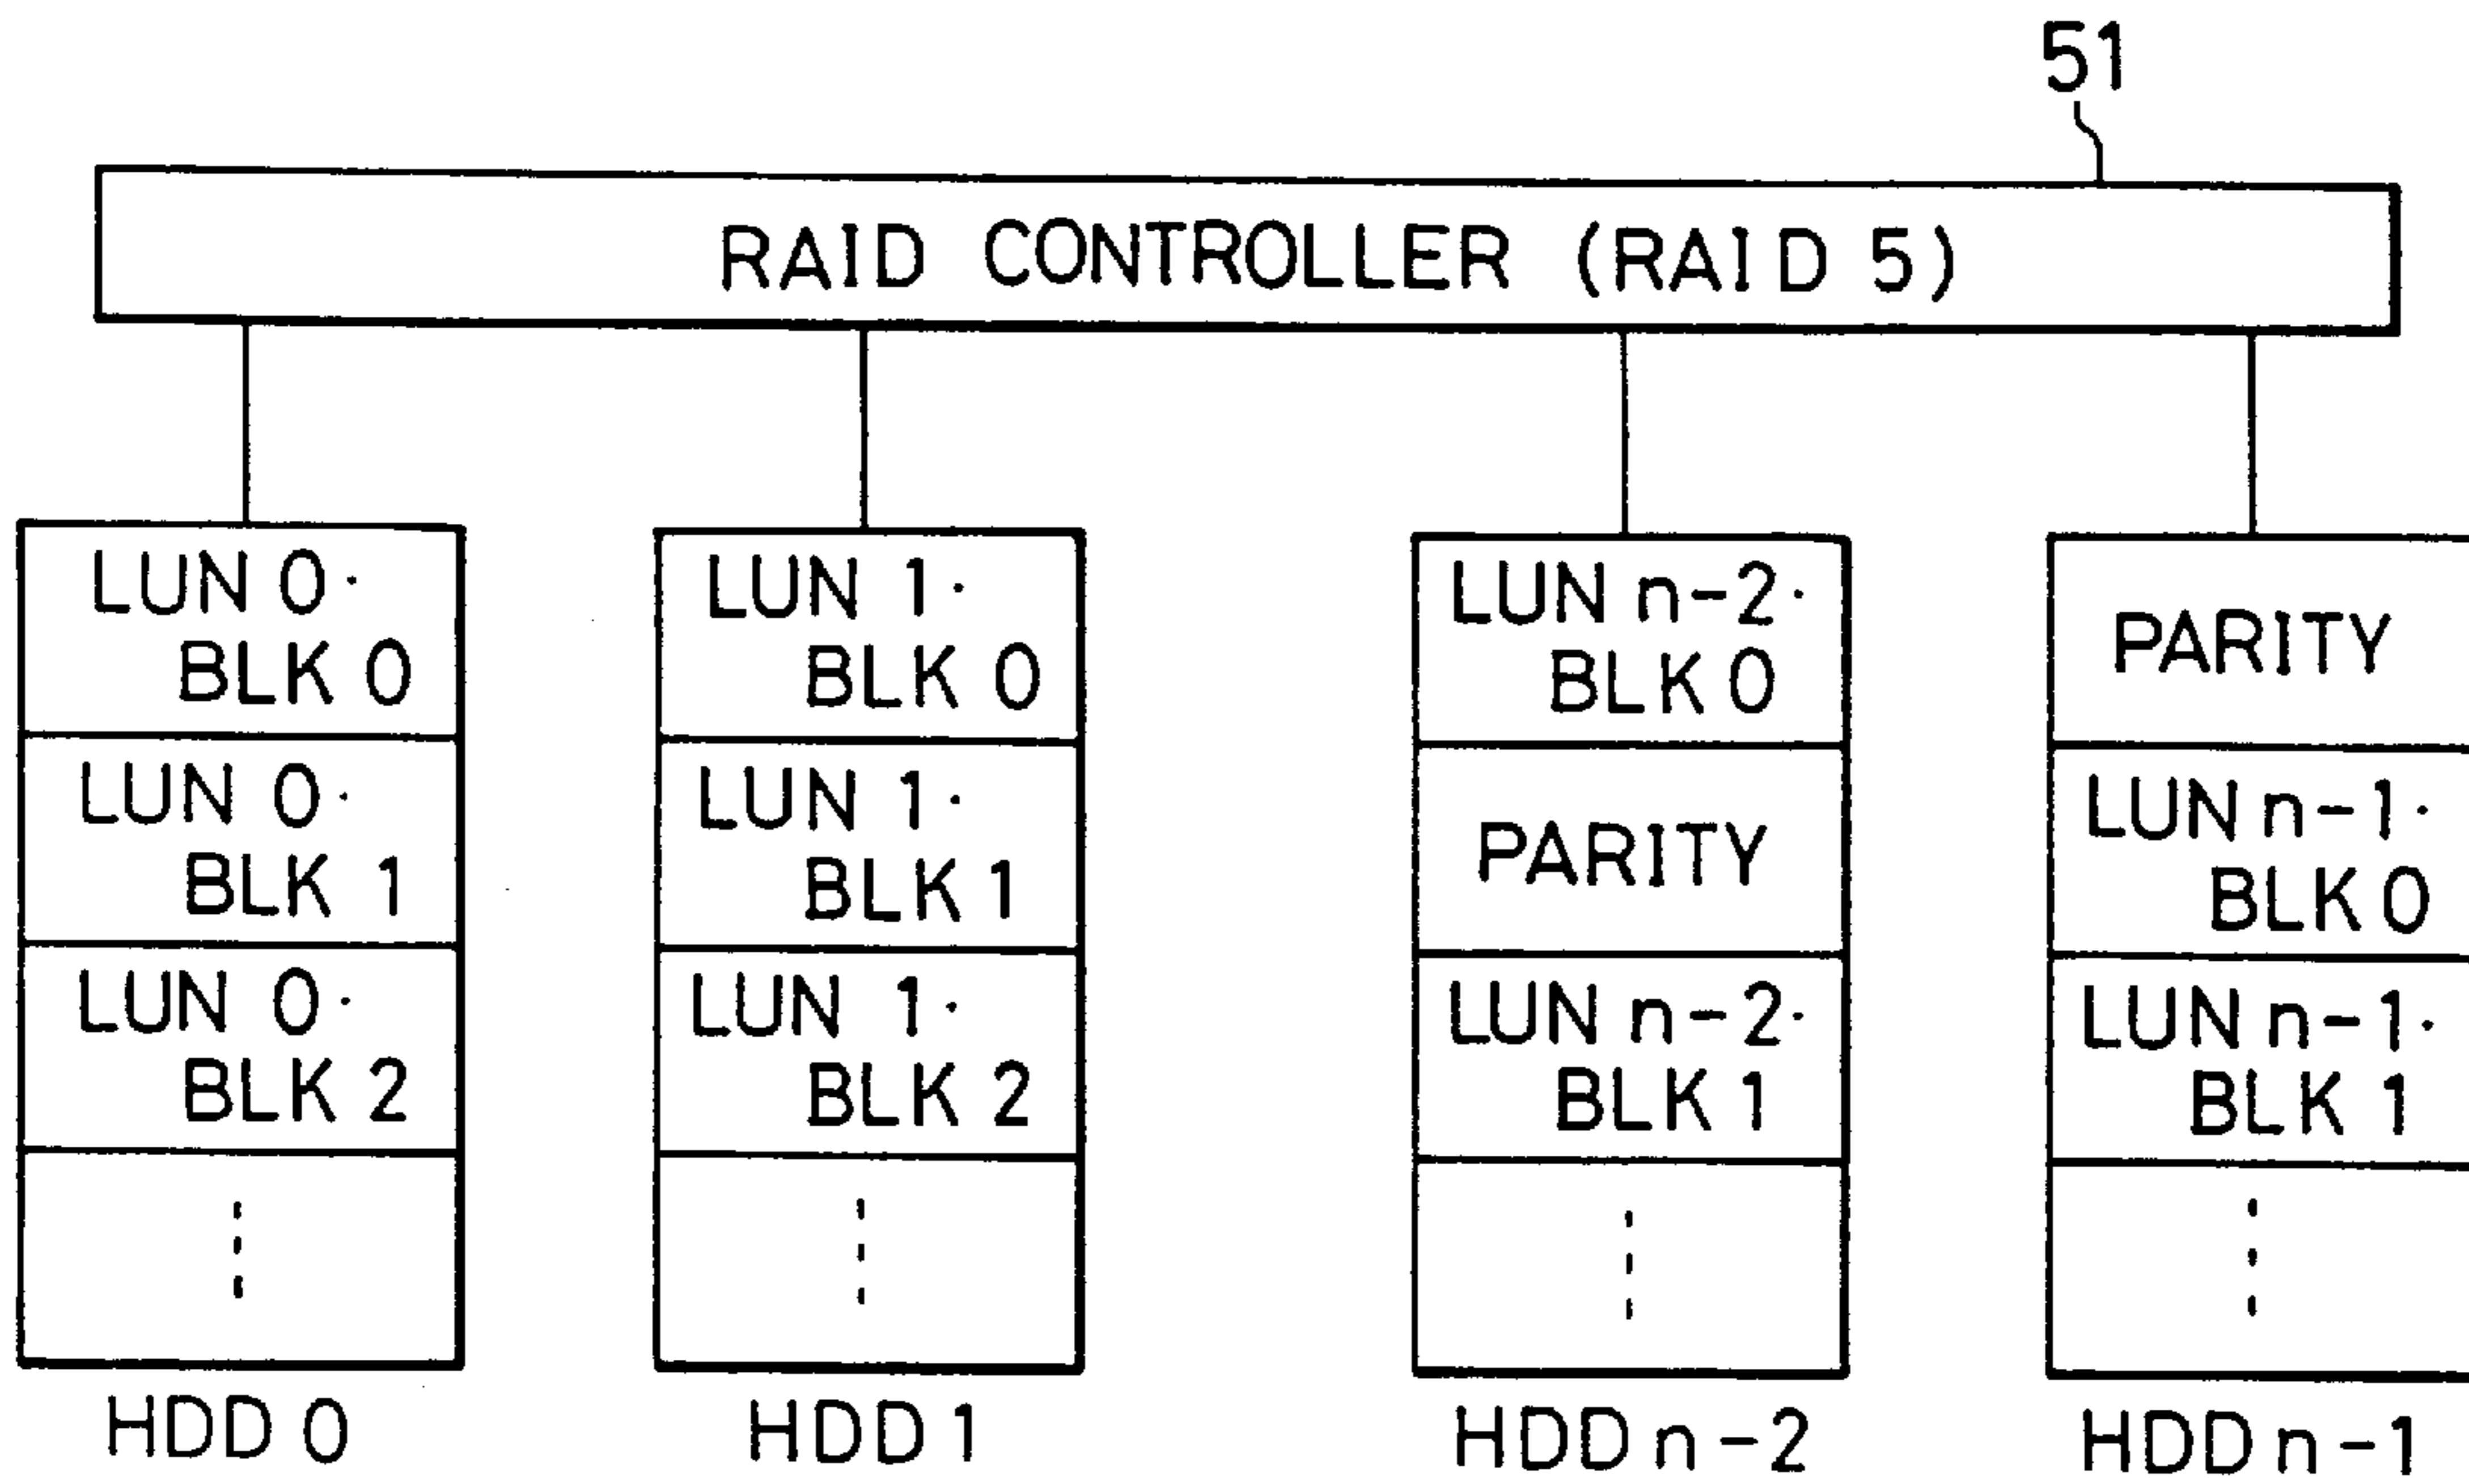 51
RAID CONTROLLER (RAID 5)
LUN 0·
BLK 0
LUN 0·
BLK 1
LUN 0·
BLK 2
HDD 0
LUN 1·
BLK 0
LUN 1·
BLK 1
LUN 1·
BLK 2
HDD 1
LUN n-2·
BLK 0
PARITY
LUN n-2·
BLK 1
HDD n-2
PARITY
LUN n-1·
BLK 0
LUN n-1·
BLK 1
HDD n-1